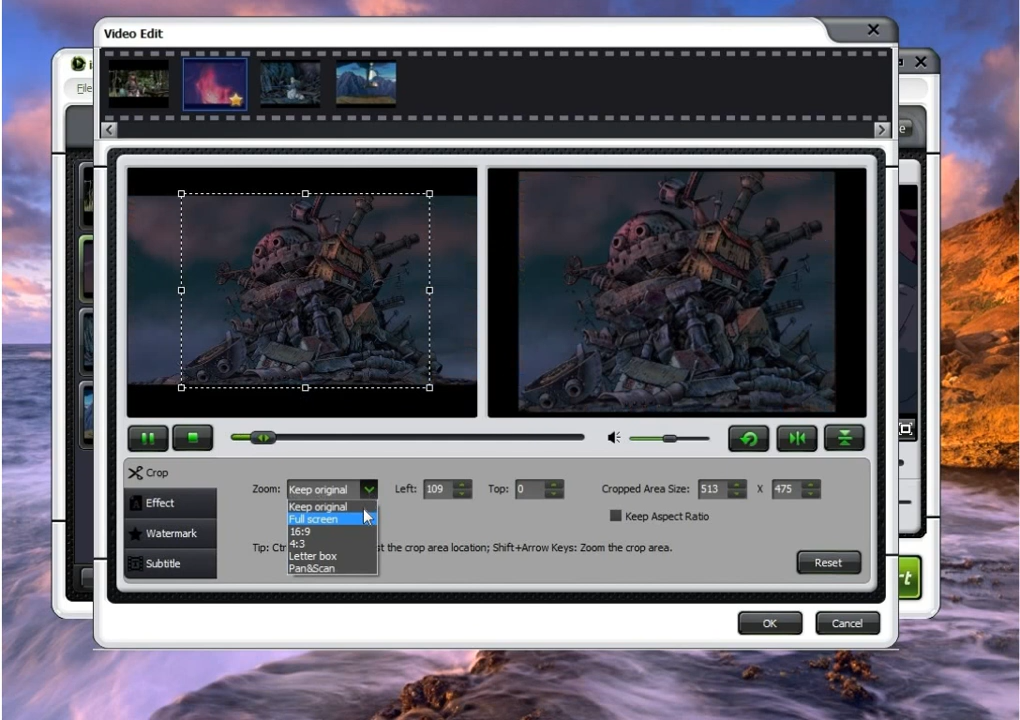 Video Edit
File
Crop
Effect
Watermark
Subtitle
Zoom: Keep original Left: 109 Top: 0 Cropped Area Size: 513 X 475
Keep original
Full screen
16:9
4:3
Letter box
Pan&Scan
Keep Aspect Ratio
Tip: Ctr st the crop area location; Shift+Arrow Keys: Zoom the crop area.
Reset
OK Cancel